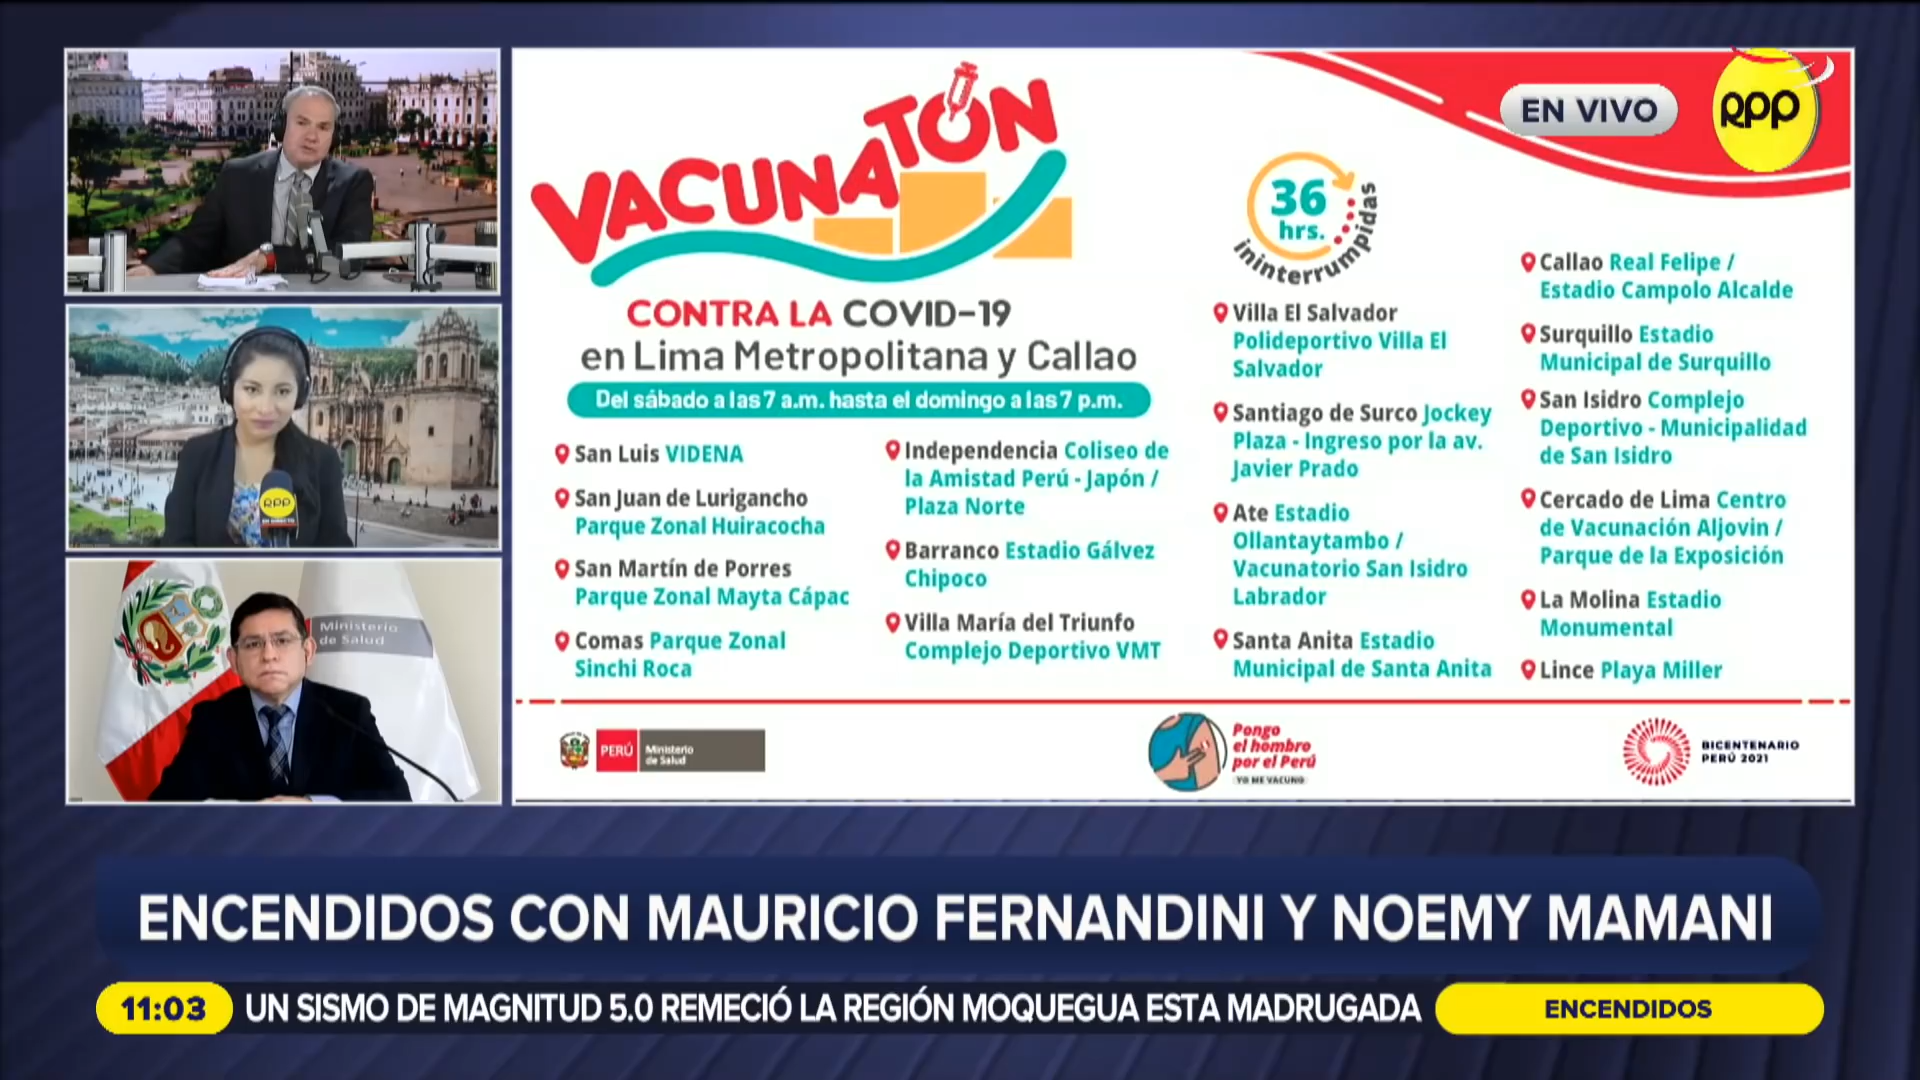 VACUNATÓN
CONTRA LA COVID-19
en Lima Metropolitana y Callao
Del sábado a las 7 a.m. hasta el domingo a las 7 p.m.
San Luis VIDENA
San Juan de Lurigancho
Parque Zonal Huiracocha
San Martín de Porres
Parque Zonal Mayta Cápac
Comas Parque Zonal
Sinchi Roca
Independencia Coliseo de
la Amistad Perú - Japón /
Plaza Norte
Barranco Estadio Gálvez
Chipoco
Villa María del Triunfo
Complejo Deportivo VMT
36
hrs.
ininterrumpidas
Villa El Salvador
Polideportivo Villa El
Salvador
Santiago de Surco Jockey
Plaza - Ingreso por la av.
Javier Prado
Ate Estadio
Ollantaytambo /
Vacunatorio San Isidro
Labrador
Santa Anita Estadio
Municipal de Santa Anita
EN VIVO
rpp
Callao Real Felipe /
Estadio Campolo Alcalde
Surquillo Estadio
Municipal de Surquillo
San Isidro Complejo
Deportivo - Municipalidad
de San Isidro
Cercado de Lima Centro
de Vacunación Aljovin /
Parque de la Exposición
La Molina Estadio
Monumental
Lince Playa Miller
PERÚ
Ministerio
de Salud
Pongo
el hombro
por el Perú
YO ME VACUNO
BICENTENARIO
PERÚ 2021
rpp
Ministerio
de Salud
ENCENDIDOS CON MAURICIO FERNANDINI Y NOEMY MAMANI
11:03
UN SISMO DE MAGNITUD 5.0 REMECIÓ LA REGIÓN MOQUEGUA ESTA MADRUGADA
ENCENDIDOS